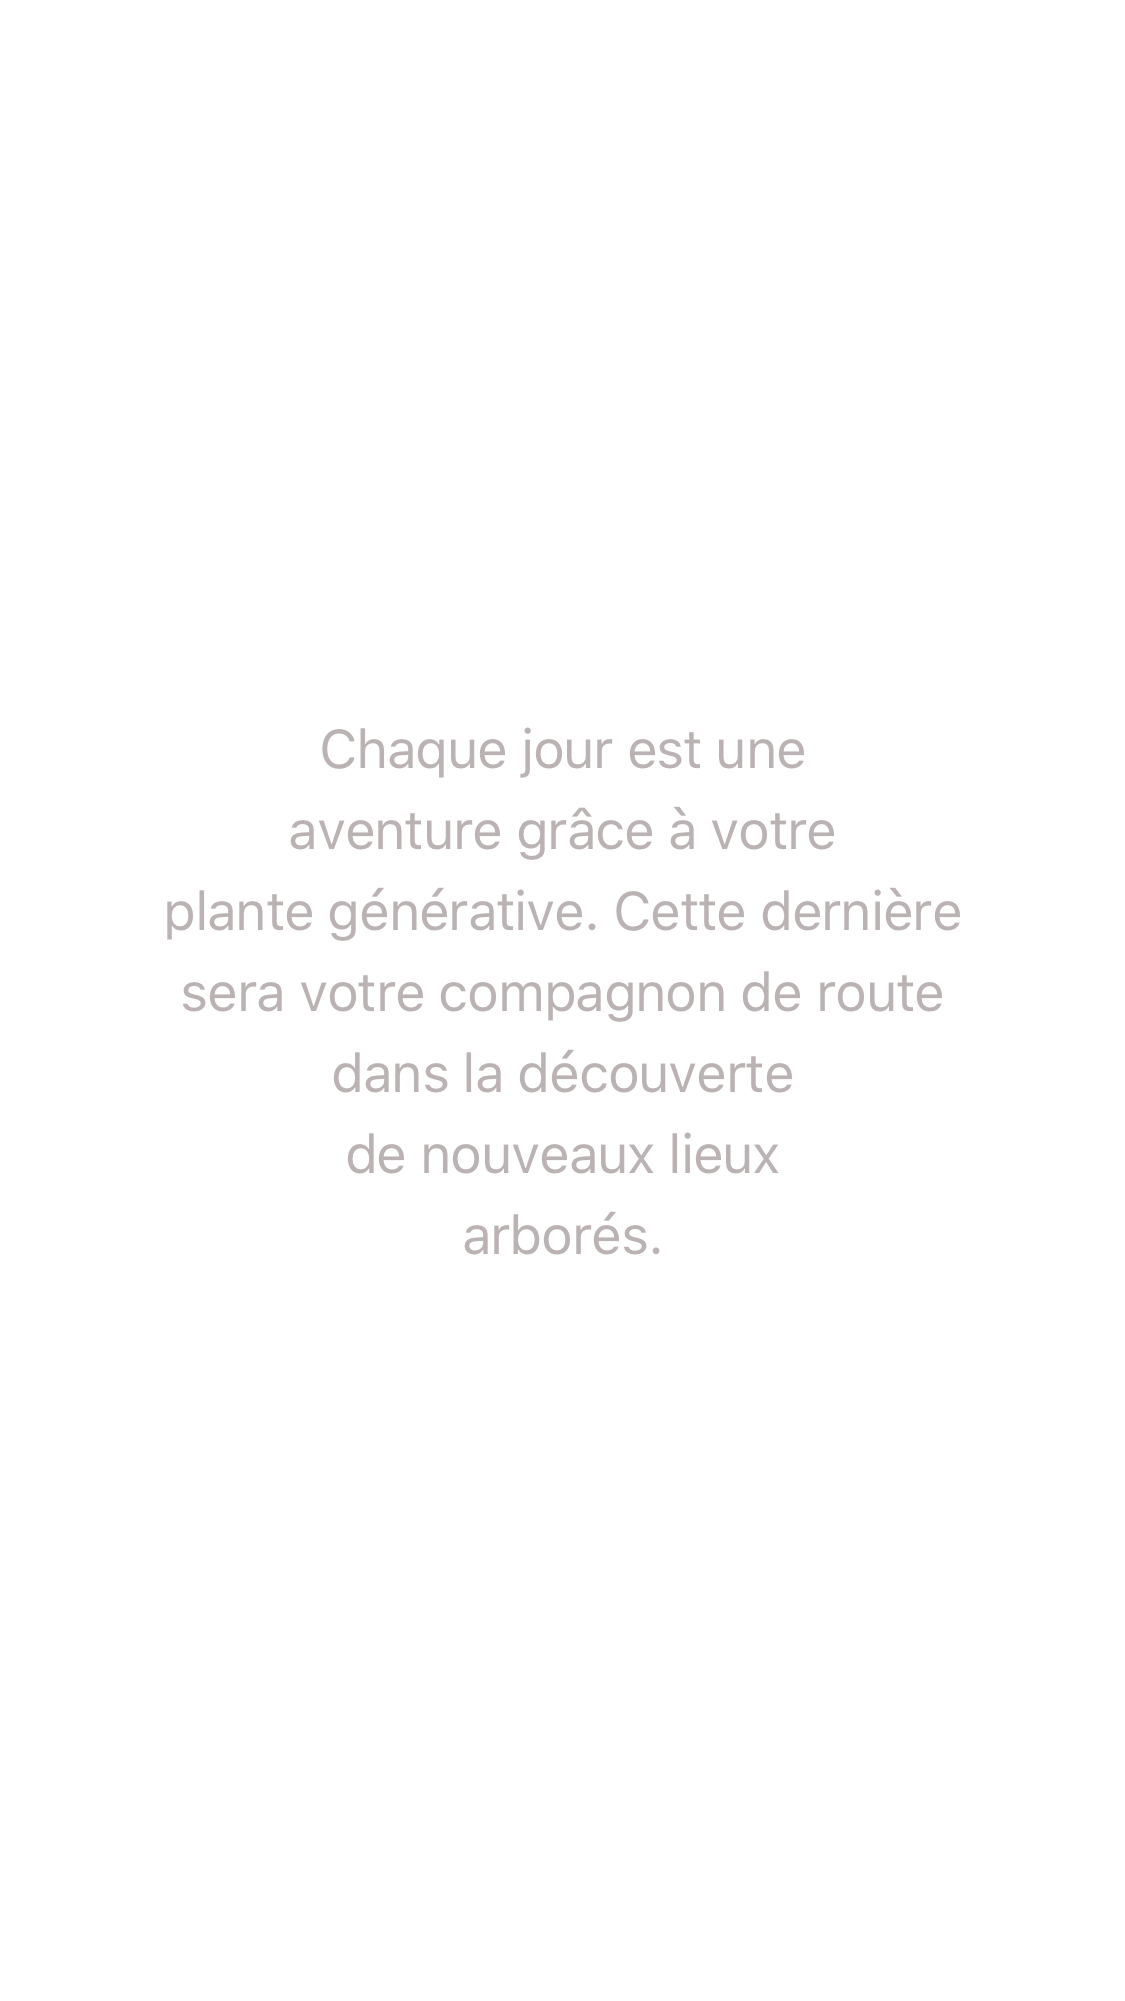 Chaque jour est une
aventure grâce à votre
plante générative. Cette dernière
sera votre compagnon de route
dans la découverte
de nouveaux lieux
arborés.